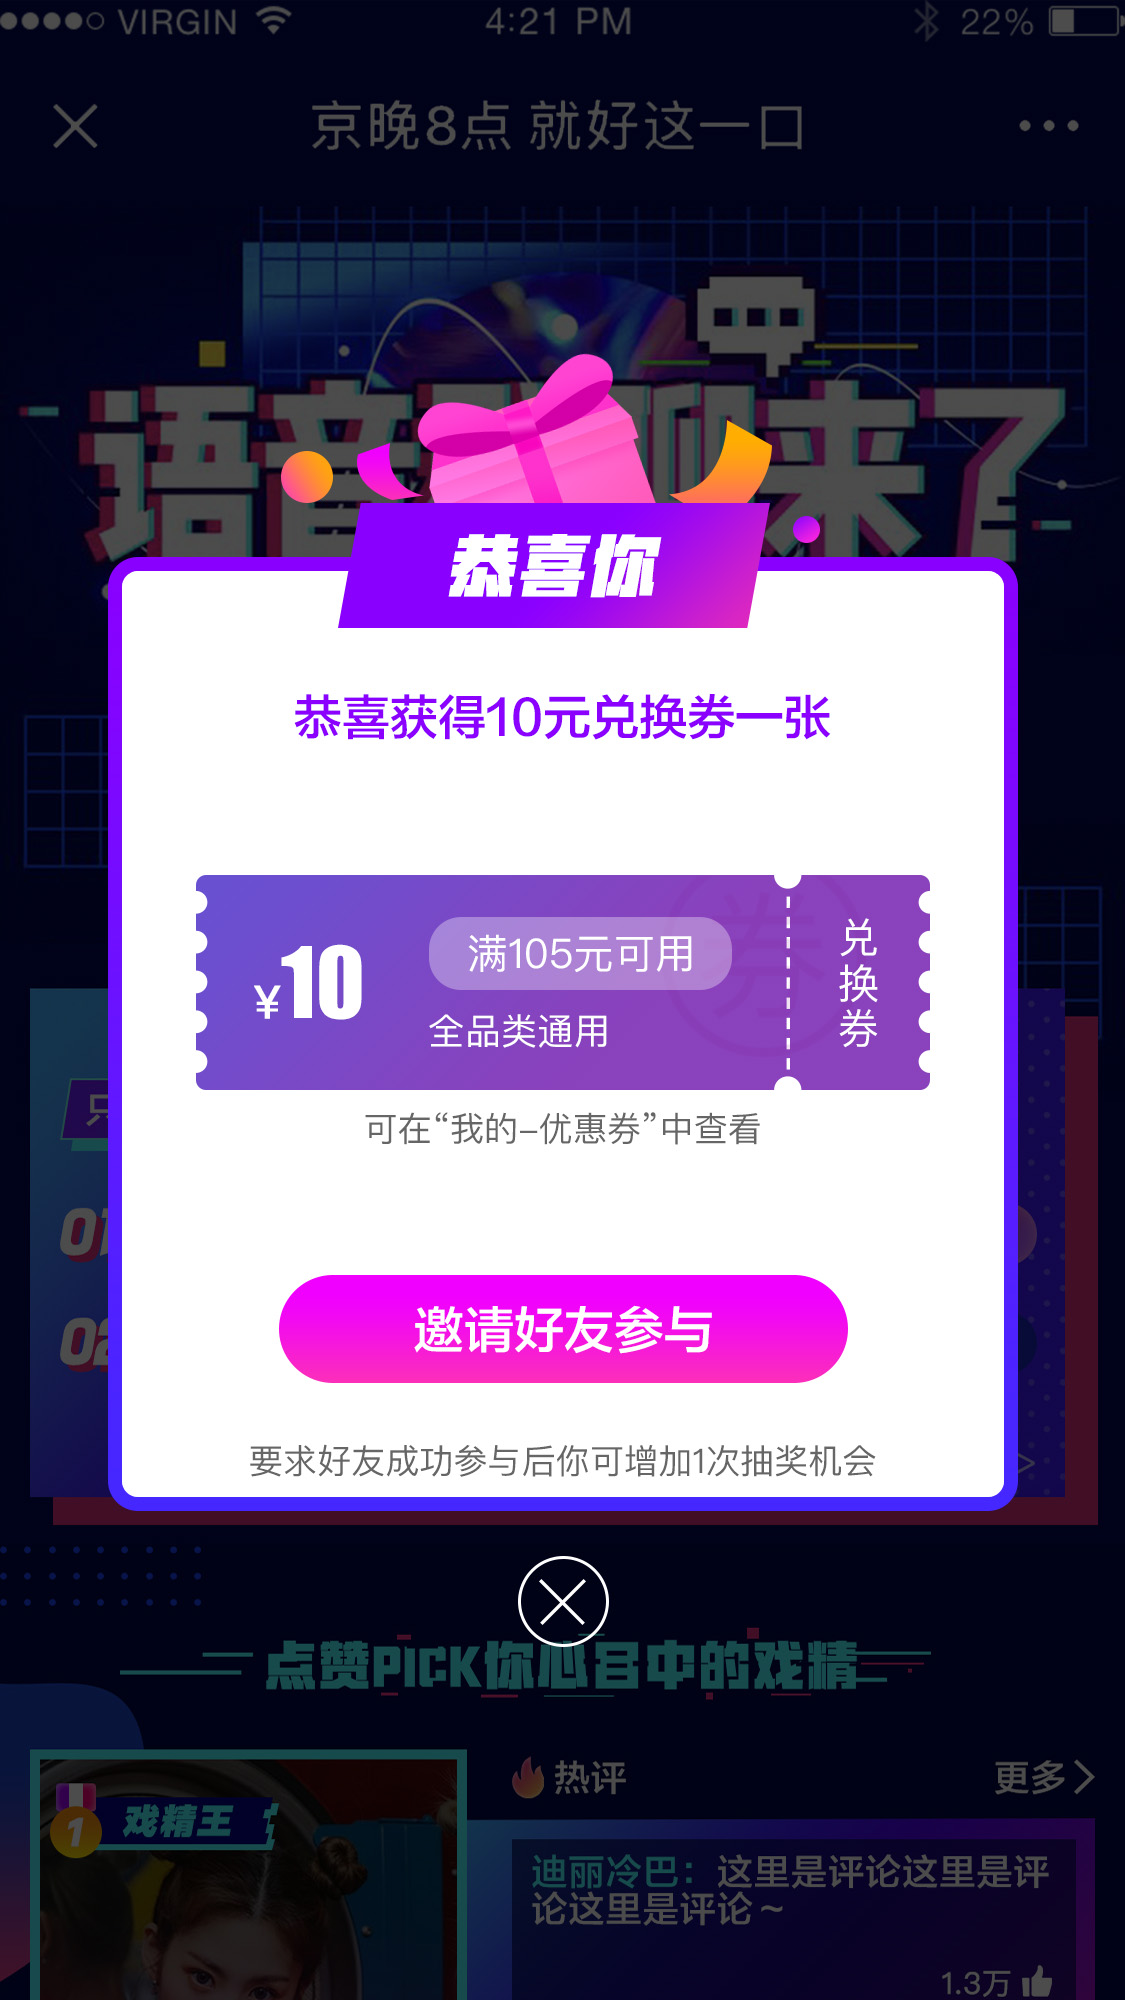 VIRGIN 4:21 PM 22%
京晚8点 就好这一口
语音 聊来了
恭喜你
恭喜获得10元兑换券一张
¥10
满105元可用
全品类通用
兑换券
券
可在“我的-优惠券”中查看
01
02
邀请好友参与
要求好友成功参与后你可增加1次抽奖机会
点赞PICK你心目中的戏精
1 戏精王
热评
更多
迪丽冷巴：这里是评论这里是评
论这里是评论～
1.3万